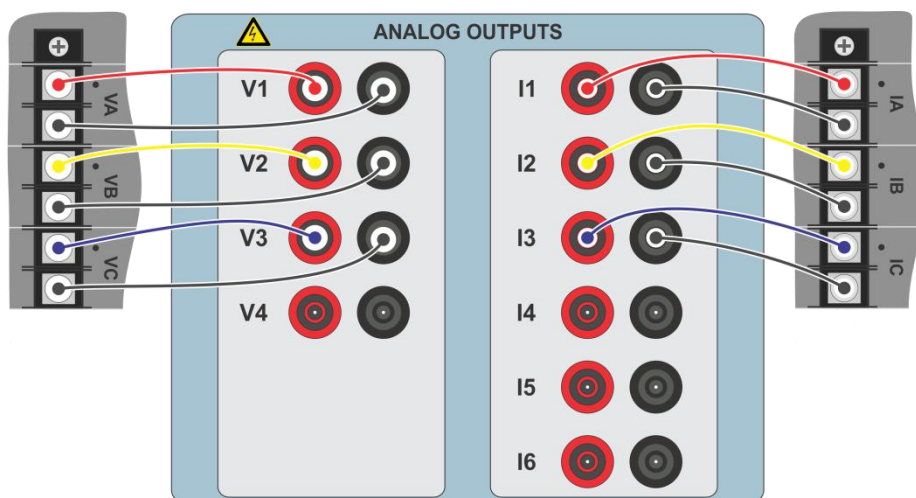 ANALOG OUTPUTS
VA
VB
VC
V1
V2
V3
V4
I1
I2
I3
I4
I5
I6
IA
IB
IC